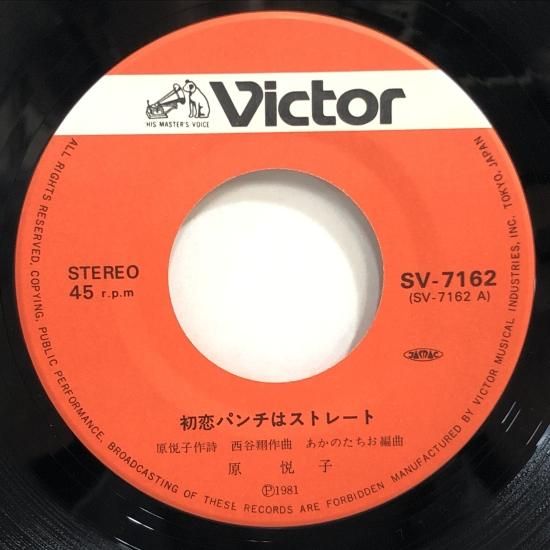 Victor
HIS MASTER'S VOICE
STEREO
45 r.p.m
SV-7162
(SV-7162 A)
JASRAC
初恋パンチはストレート
原悦子作詩 西谷翔作曲 あかのたちお編曲
原悦子
Ⓟ1981
ALL RIGHTS RESERVED, COPYING, PUBLIC PERFORMANCE, BROADCASTING OF THESE RECORDS ARE FORBIDDEN MANUFACTURED BY VICTOR MUSICAL INDUSTRIES, INC. TOKYO, JAPAN